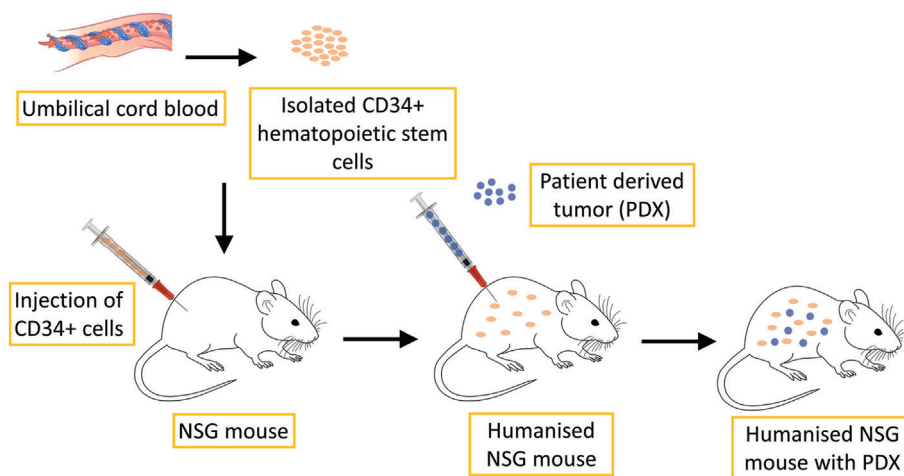 Umbilical cord blood
Isolated CD34+
hematopoietic stem
cells
Patient derived
tumor (PDX)
Injection of
CD34+ cells
NSG mouse
Humanised
NSG mouse
Humanised NSG
mouse with PDX